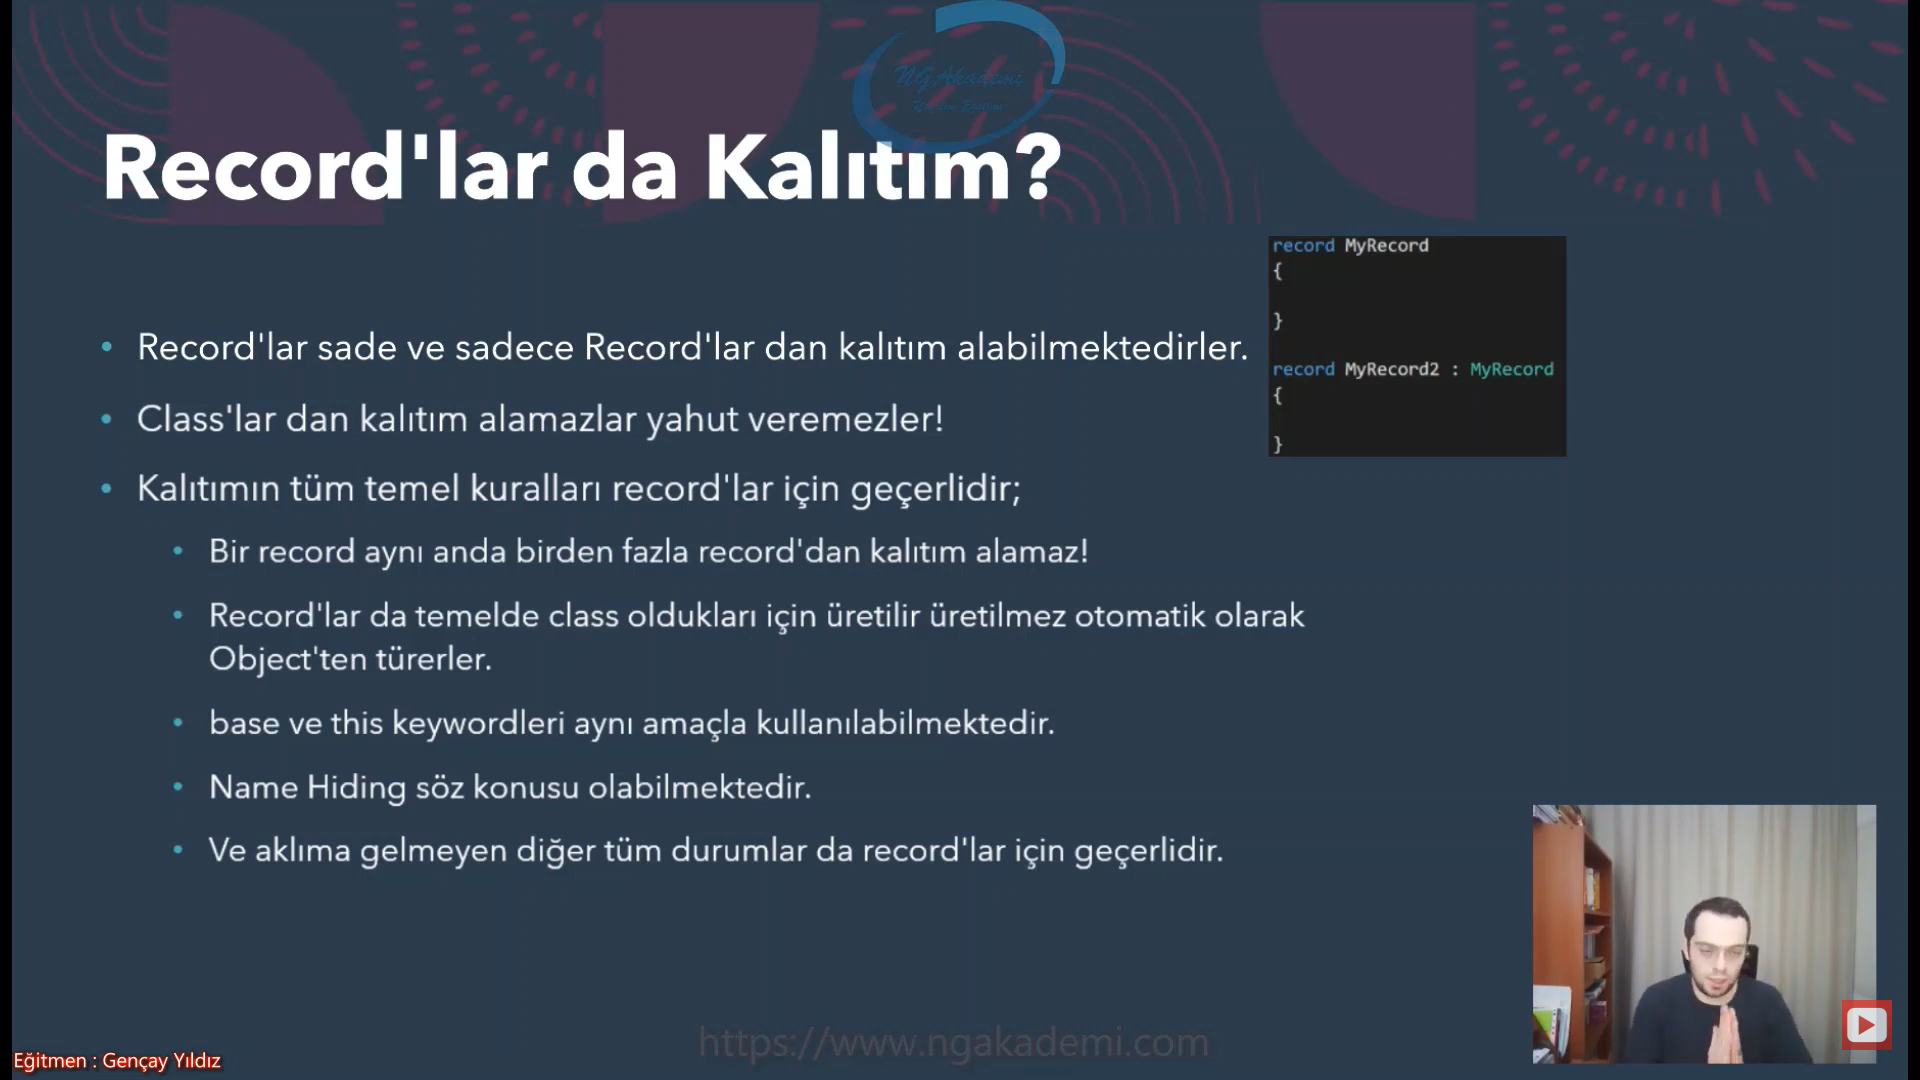 NG Akademi
Record'lar da Kalıtım?
record MyRecord
{
}
record MyRecord2 : MyRecord
{
}
Record'lar sade ve sadece Record'lar dan kalıtım alabilmektedirler.
Class'lar dan kalıtım alamazlar yahut veremezler!
Kalıtımın tüm temel kuralları record'lar için geçerlidir;
Bir record aynı anda birden fazla record'dan kalıtım alamaz!
Record'lar da temelde class oldukları için üretilir üretilmez otomatik olarak
Object'ten türerler.
base ve this keywordleri aynı amaçla kullanılabilmektedir.
Name Hiding söz konusu olabilmektedir.
Ve aklıma gelmeyen diğer tüm durumlar da record'lar için geçerlidir.
https://www.ngakademi.com
Eğitmen : Gençay Yıldız